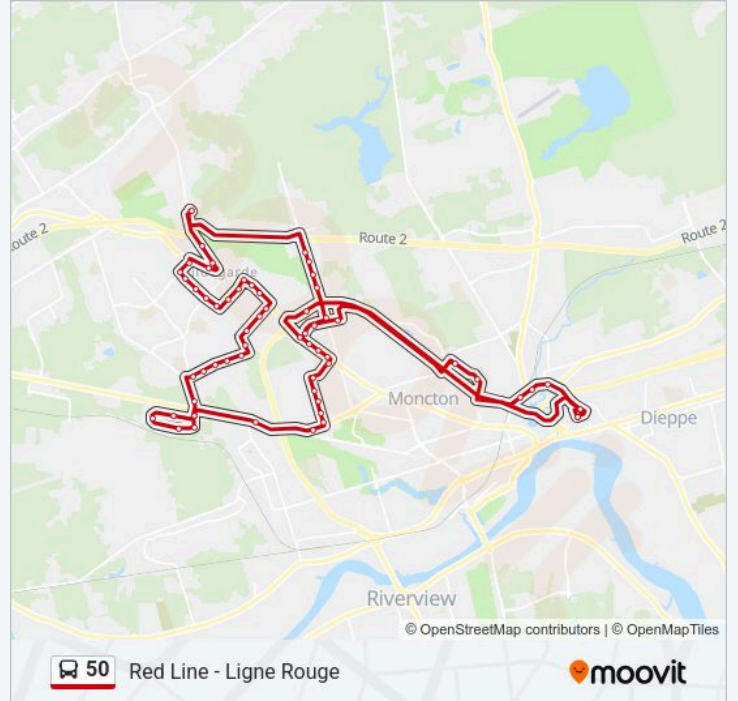 Route 2
Route 2
Route 2
Moncton
Dieppe
Riverview
© OpenStreetMap contributors | © OpenMapTiles
50 Red Line - Ligne Rouge
moovit